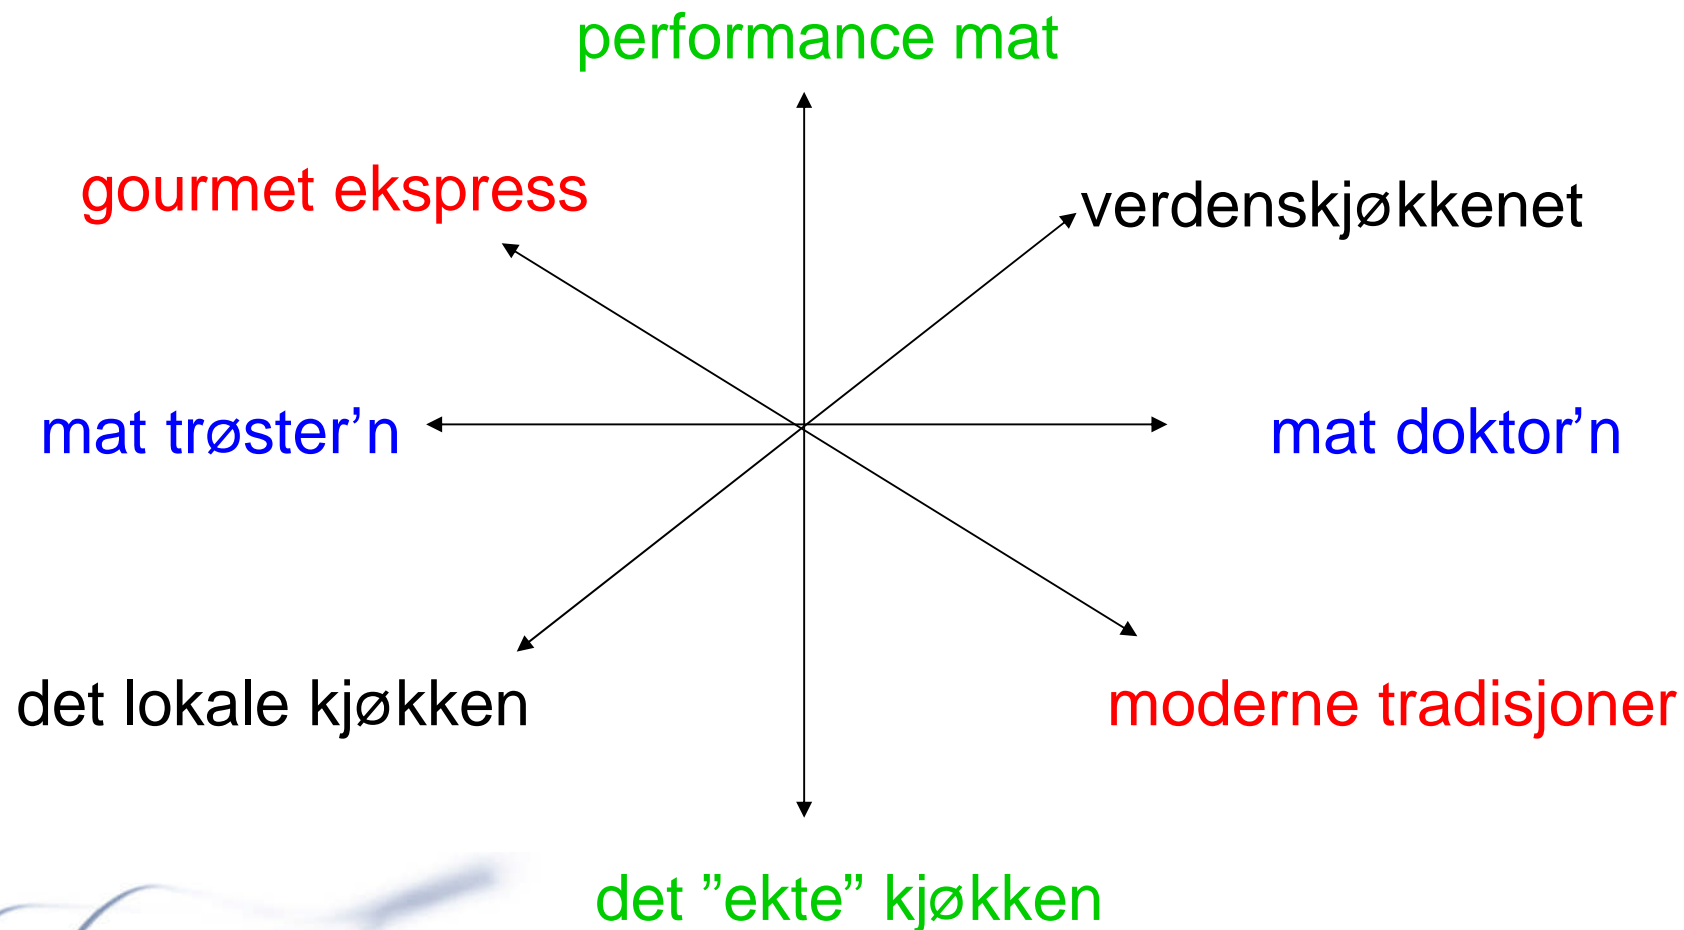 performance mat
gourmet ekspress
verdenskjøkkenet
mat trøster’n
mat doktor’n
det lokale kjøkken
moderne tradisjoner
det ”ekte” kjøkken